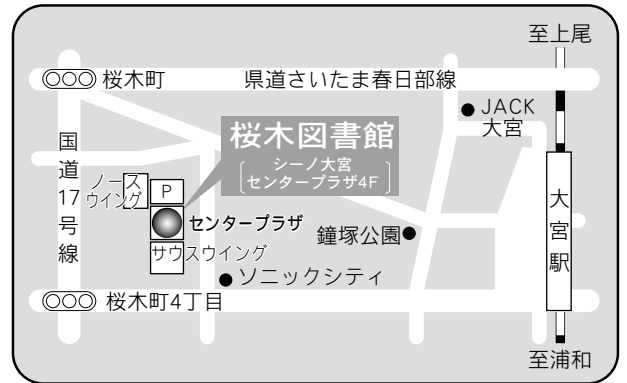 至上尾
桜木町
県道さいたま春日部線
JACK
大宮
桜木図書館
シーノ大宮
センタープラザ4F
国道17号線
ノース
ウイング
P
センタープラザ
サウスウイング
鐘塚公園
大宮駅
ソニックシティ
桜木町4丁目
至浦和